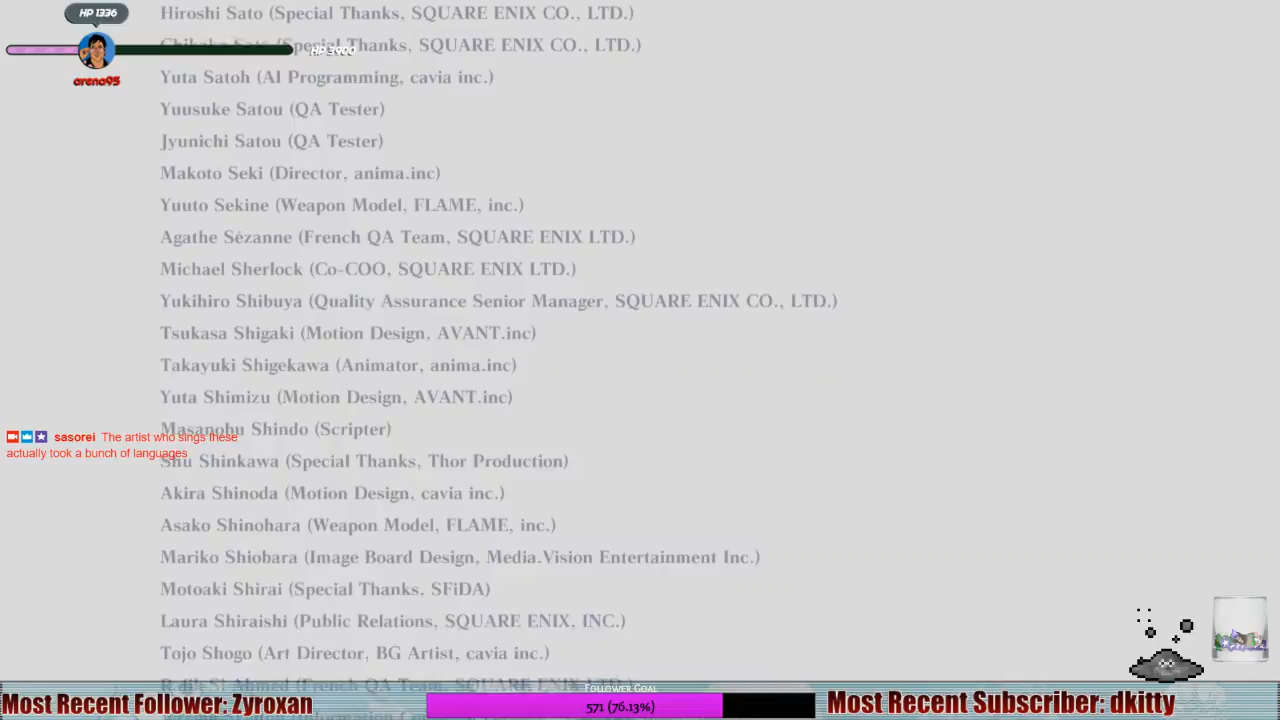 HP 1336
Hiroshi Sato (Special Thanks, SQUARE ENIX CO., LTD.)
(Special Thanks, SQUARE ENIX CO., LTD.)
arena95
Yuta Satoh (AI Programming, cavia inc.)
Yuusuke Satou (QA Tester)
Jyunichi Satou (QA Tester)
Makoto Seki (Director, anima.inc)
Yuuto Sekine (Weapon Model, FLAME, inc.)
Agathe Sézanne (French QA Team, SQUARE ENIX LTD.)
Michael Sherlock (Co-COO, SQUARE ENIX LTD.)
Yukihiro Shibuya (Quality Assurance Senior Manager, SQUARE ENIX CO., LTD.)
Tsukasa Shigaki (Motion Design, AVANT.inc)
Takayuki Shigekawa (Animator, anima.inc)
Yuta Shimizu (Motion Design, AVANT.inc)
Masanobu Shindo (Scripter)
sasorei The artist who sings these
actually took a bunch of languages
Shu Shinkawa (Special Thanks, Thor Production)
Akira Shinoda (Motion Design, cavia inc.)
Asako Shinohara (Weapon Model, FLAME, inc.)
Mariko Shiobara (Image Board Design, Media.Vision Entertainment Inc.)
Motoaki Shirai (Special Thanks, SFiDA)
Laura Shiraishi (Public Relations, SQUARE ENIX, INC.)
Tojo Shogo (Art Director, BG Artist, cavia inc.)
Ahmed (French QA Team, SQUARE ENIX
Follower Goal
Most Recent Follower: Zyroxan
571 (76.13%)
Most Recent Subscriber: dkitty